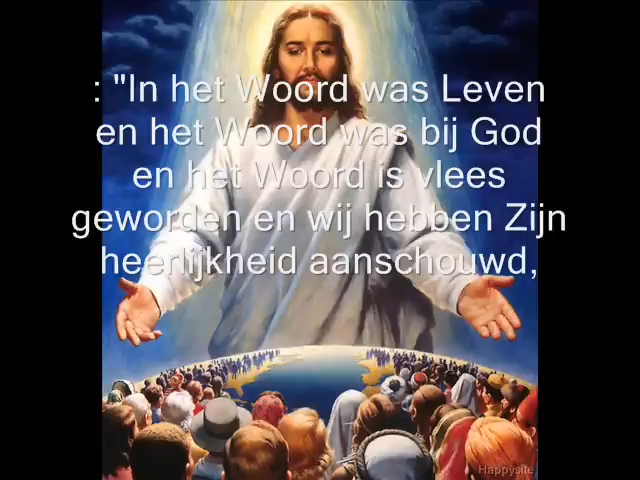 : "In het Woord was Leven
en het Woord was bij God
en het Woord is vlees
geworden en wij hebben Zijn
heerlijkheid aanschouwd,
Happysite